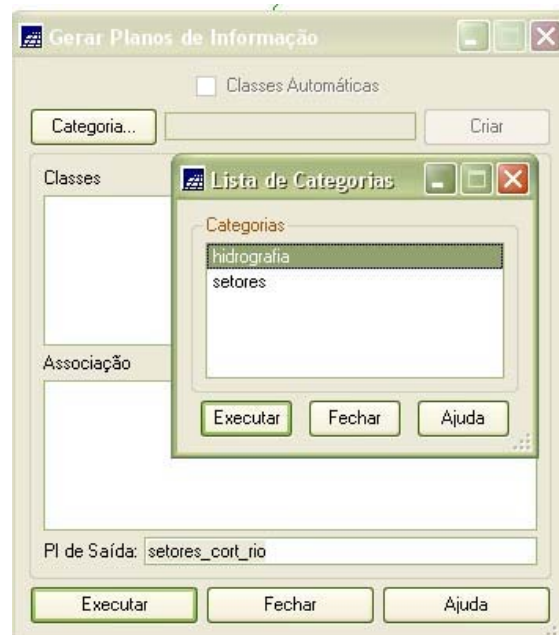 Gerar Planos de Informação
Classes Automáticas
Categoria...
Criar
Classes
Lista de Categorias
Categorias
hidrografia
setores
Executar Fechar Ajuda
Associação
PI de Saída: setores_cort_rio
Executar Fechar Ajuda